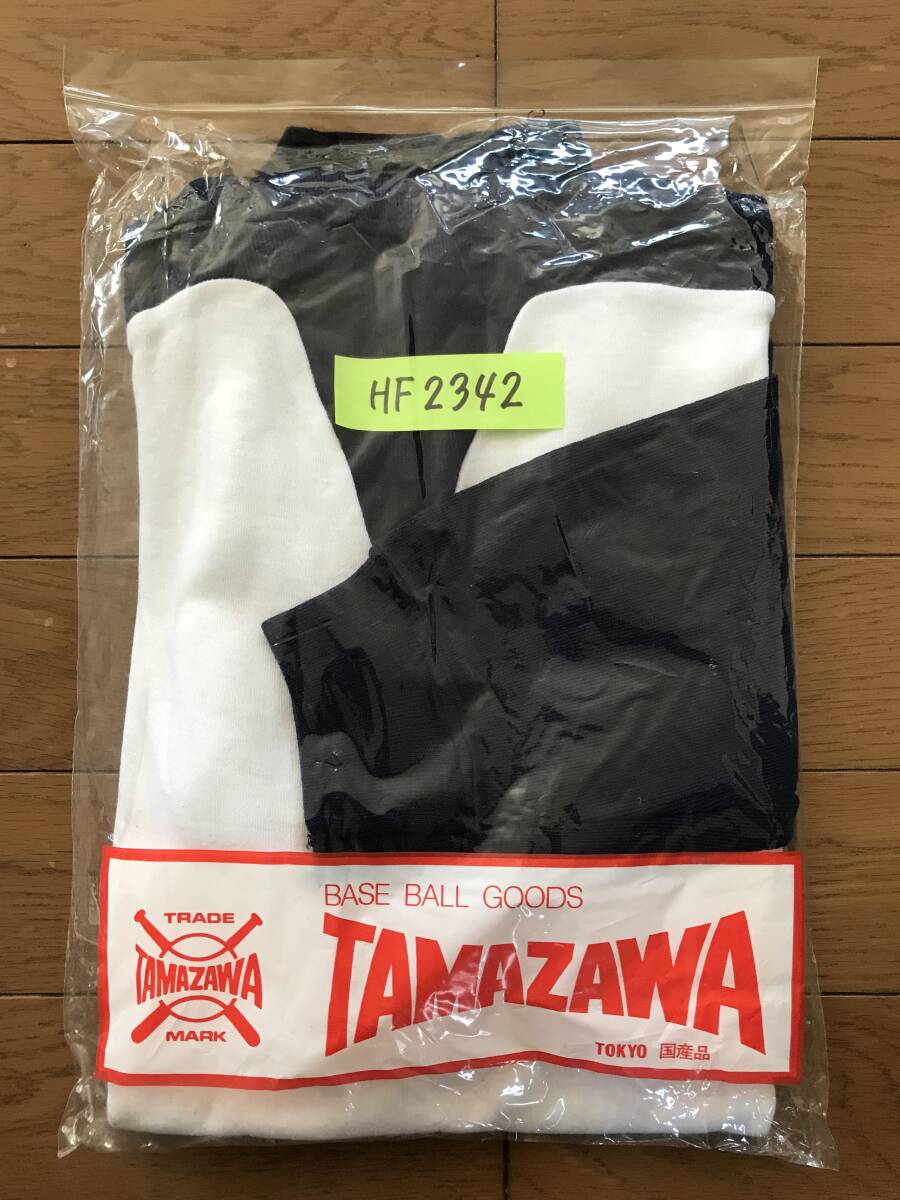 HF2342
BASE BALL GOODS
TAMAZAWA
TOKYO 国産品
TRADE
TAMAZAWA
MARK